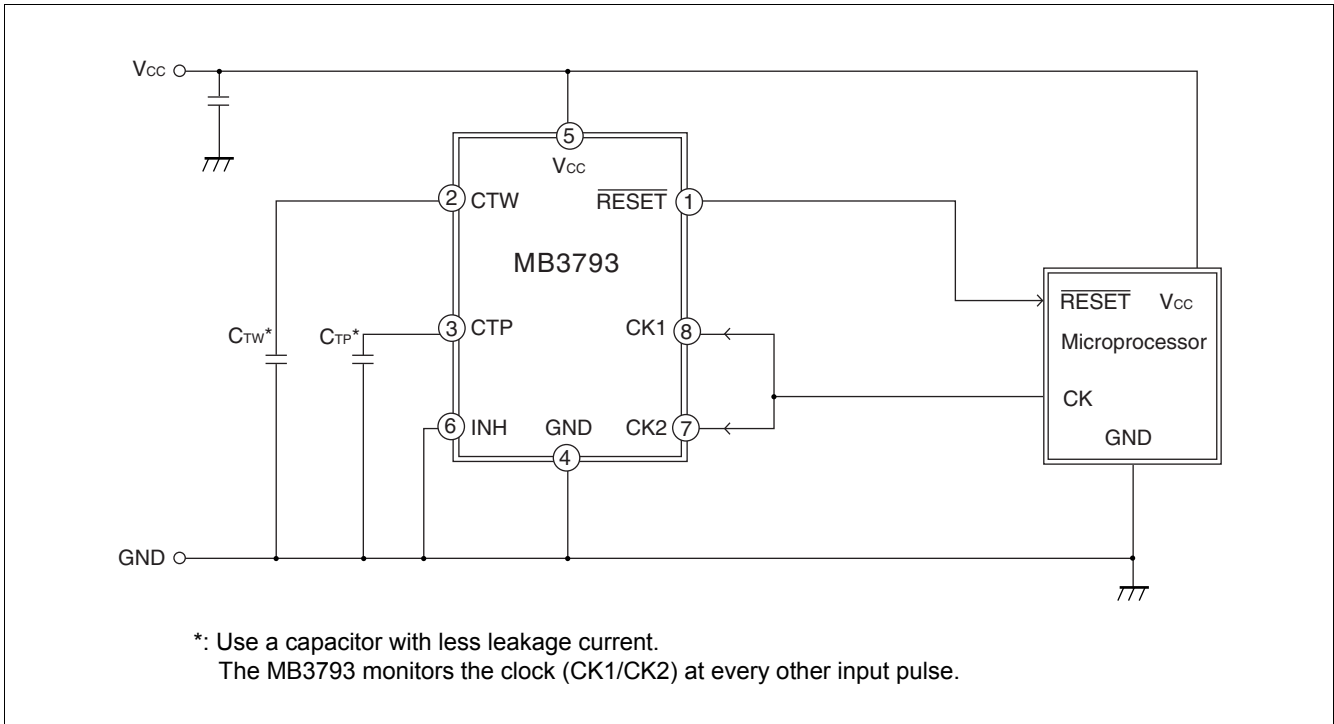 Vcc
5
Vcc
2 CTW
RESET 1
MB3793
RESET Vcc
CTW*
CTP*
3 CTP
CK1 8
Microprocessor
CK
6 INH
GND
CK2 7
GND
4
GND
*: Use a capacitor with less leakage current.
The MB3793 monitors the clock (CK1/CK2) at every other input pulse.